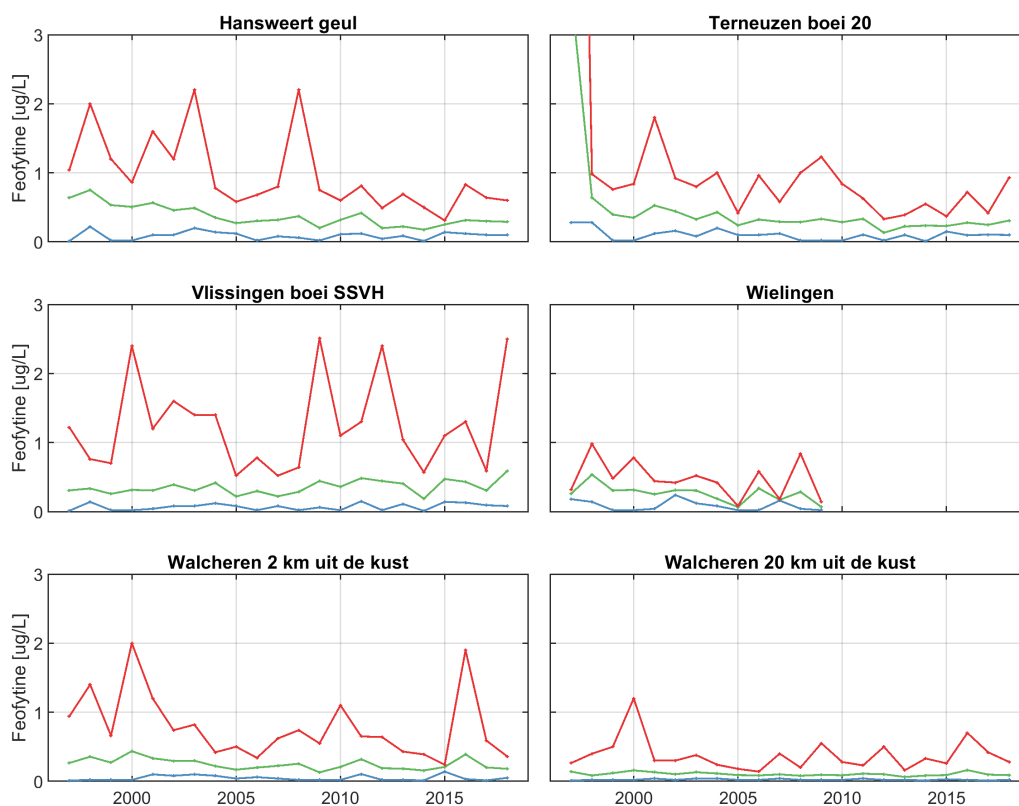 Hansweert geul
Terneuzen boei 20
3
2
1
0
Feofytine [ug/L]
Feofytine [ug/L]
Vlissingen boei SSVH
Wielingen
3
2
1
0
Feofytine [ug/L]
Walcheren 2 km uit de kust
Walcheren 20 km uit de kust
3
2
1
0
Feofytine [ug/L]
2000 2005 2010 2015
2000 2005 2010 2015